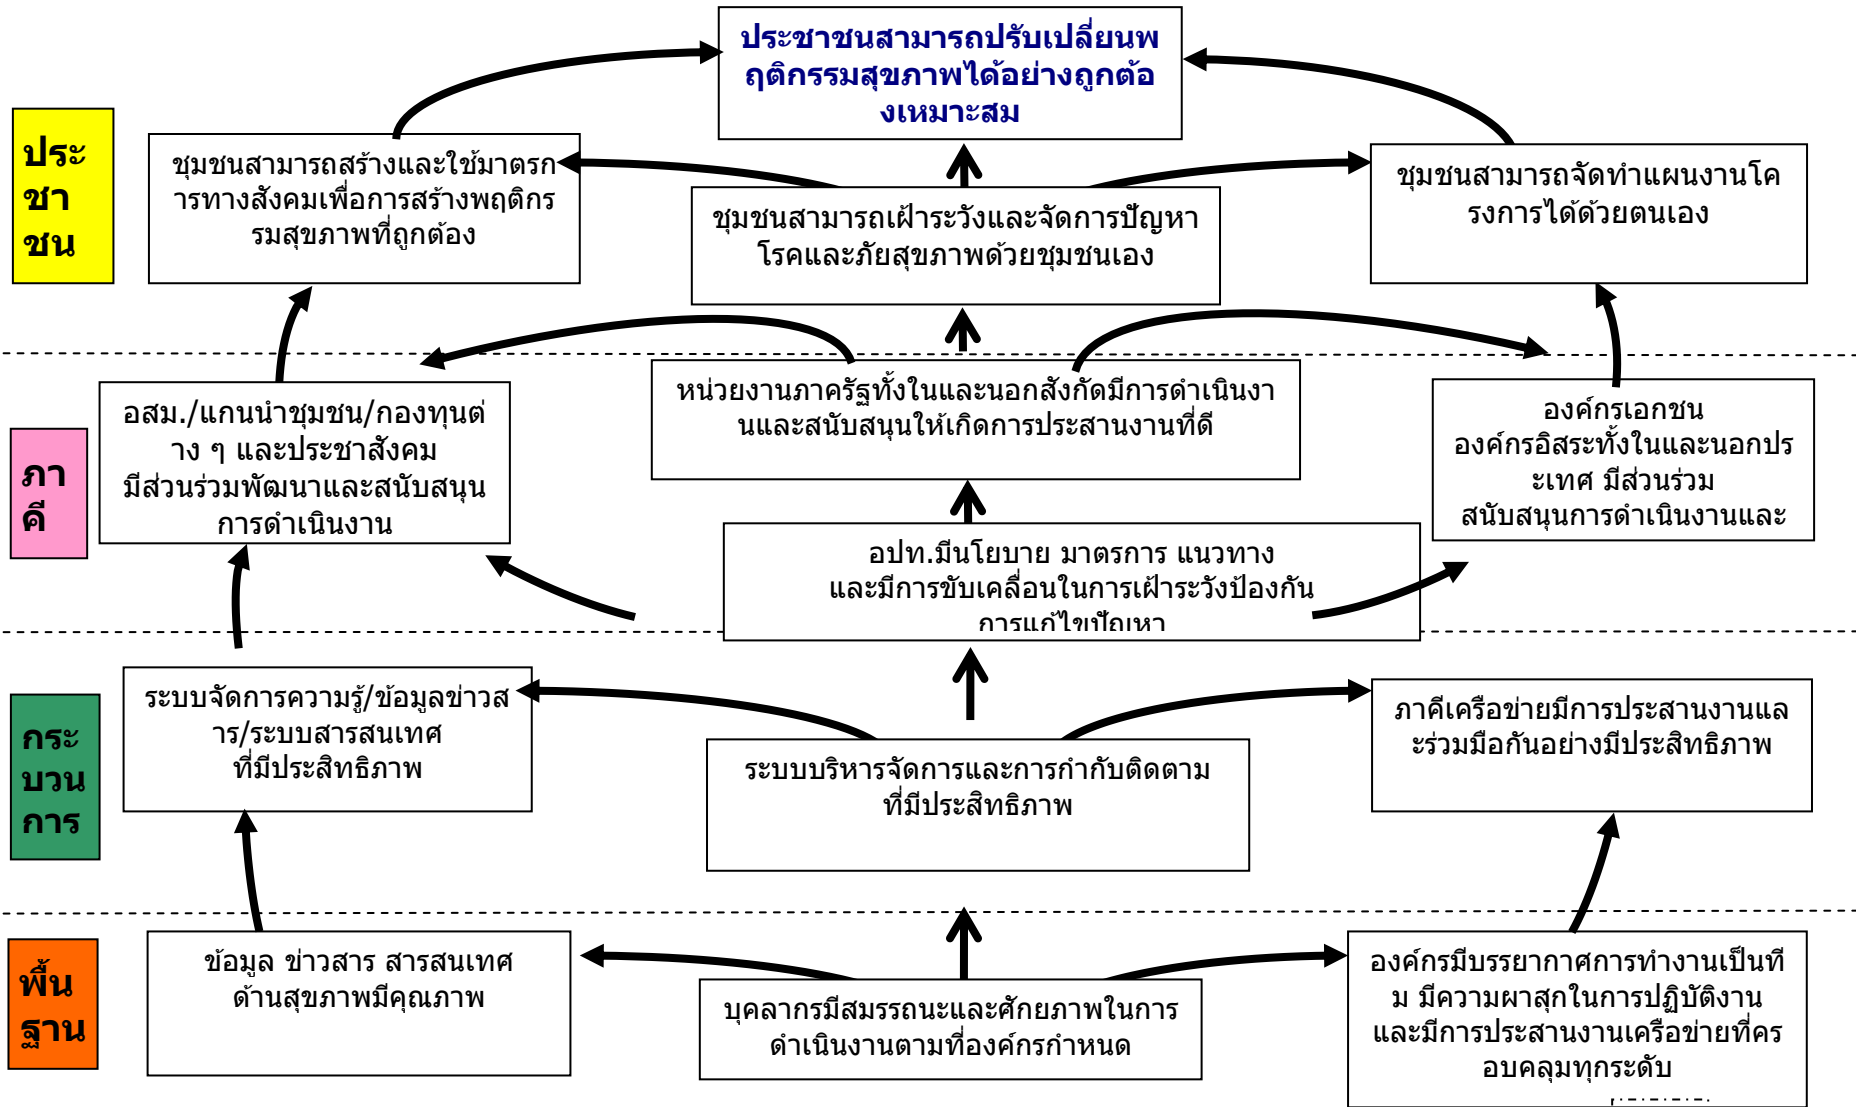 ประชาชนสามารถปรับเปลี่ยนพ
ฤติกรรมสุขภาพได้อย่างถูกต้อ
งเหมาะสม
ประ
ชา
ชน
ชุมชนสามารถสร้างและใช้มาตรก
ารทางสังคมเพื่อการสร้างพฤติกร
รมสุขภาพที่ถูกต้อง
ชุมชนสามารถเฝ้าระวังและจัดการปัญหา
โรคและภัยสุขภาพด้วยชุมชนเอง
ชุมชนสามารถจัดทำแผนงานโค
รงการได้ด้วยตนเอง
ภา
คี
อสม./แกนนำชุมชน/กองทุนต่
าง ๆ และประชาสังคม
มีส่วนร่วมพัฒนาและสนับสนุน
การดำเนินงาน
หน่วยงานภาครัฐทั้งในและนอกสังกัดมีการดำเนินงา
นและสนับสนุนให้เกิดการประสานงานที่ดี
องค์กรเอกชน
องค์กรอิสระทั้งในและนอกปร
ะเทศ มีส่วนร่วม
สนับสนุนการดำเนินงานและ
อปท.มีนโยบาย มาตรการ แนวทาง
และมีการขับเคลื่อนในการเฝ้าระวังป้องกัน
การแก้ไขปัญหา
กระ
บวน
การ
ระบบจัดการความรู้/ข้อมูลข่าวส
าร/ระบบสารสนเทศ
ที่มีประสิทธิภาพ
ระบบบริหารจัดการและการกำกับติดตาม
ที่มีประสิทธิภาพ
ภาคีเครือข่ายมีการประสานงานแล
ะร่วมมือกันอย่างมีประสิทธิภาพ
พื้น
ฐาน
ข้อมูล ข่าวสาร สารสนเทศ
ด้านสุขภาพมีคุณภาพ
บุคลากรมีสมรรถนะและศักยภาพในการ
ดำเนินงานตามที่องค์กรกำหนด
องค์กรมีบรรยากาศการทำงานเป็นที
ม มีความผาสุกในการปฏิบัติงาน
และมีการประสานงานเครือข่ายที่คร
อบคลุมทุกระดับ